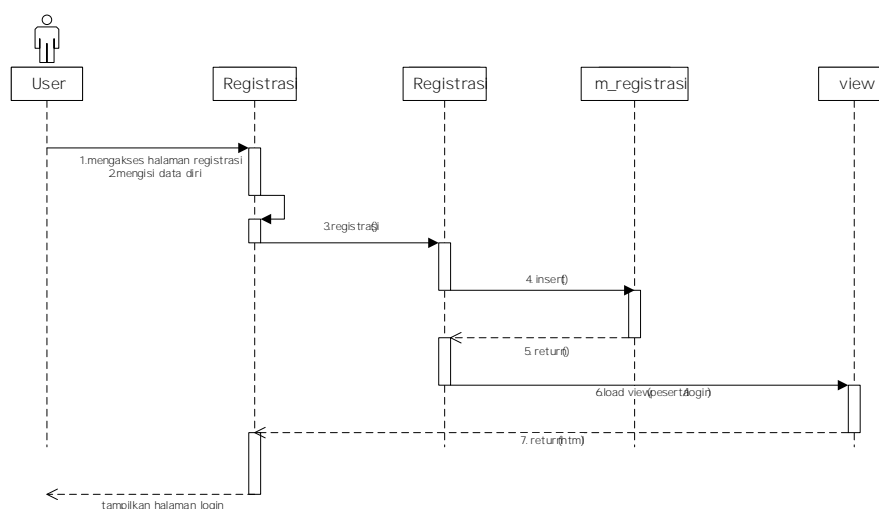 User
Registrasi
Registrasi
m_registrasi
view
1.mengakses halaman registrasi
2.mengisi data diri
3.registrasi()
4. insert()
5. return()
6.load view(peserta/login)
7. return(html)
tampilkan halaman login